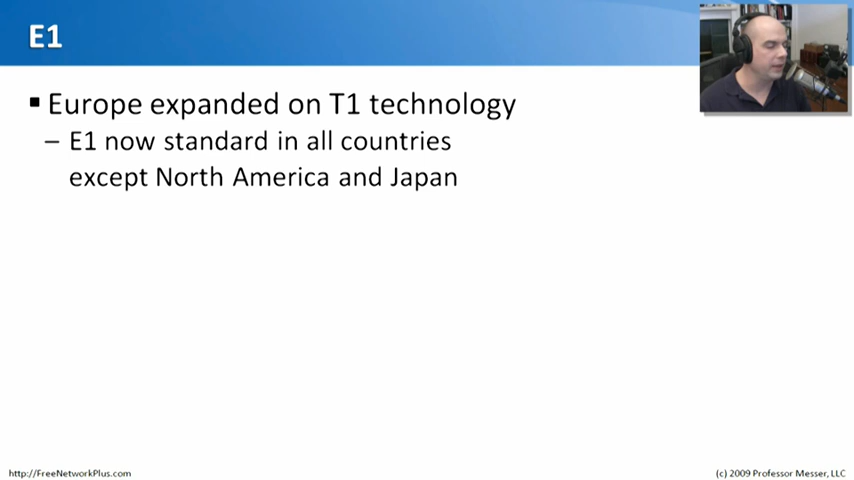 E1
▪ Europe expanded on T1 technology
– E1 now standard in all countries
except North America and Japan
http://FreeNetworkPlus.com
(c) 2009 Professor Messer, LLC